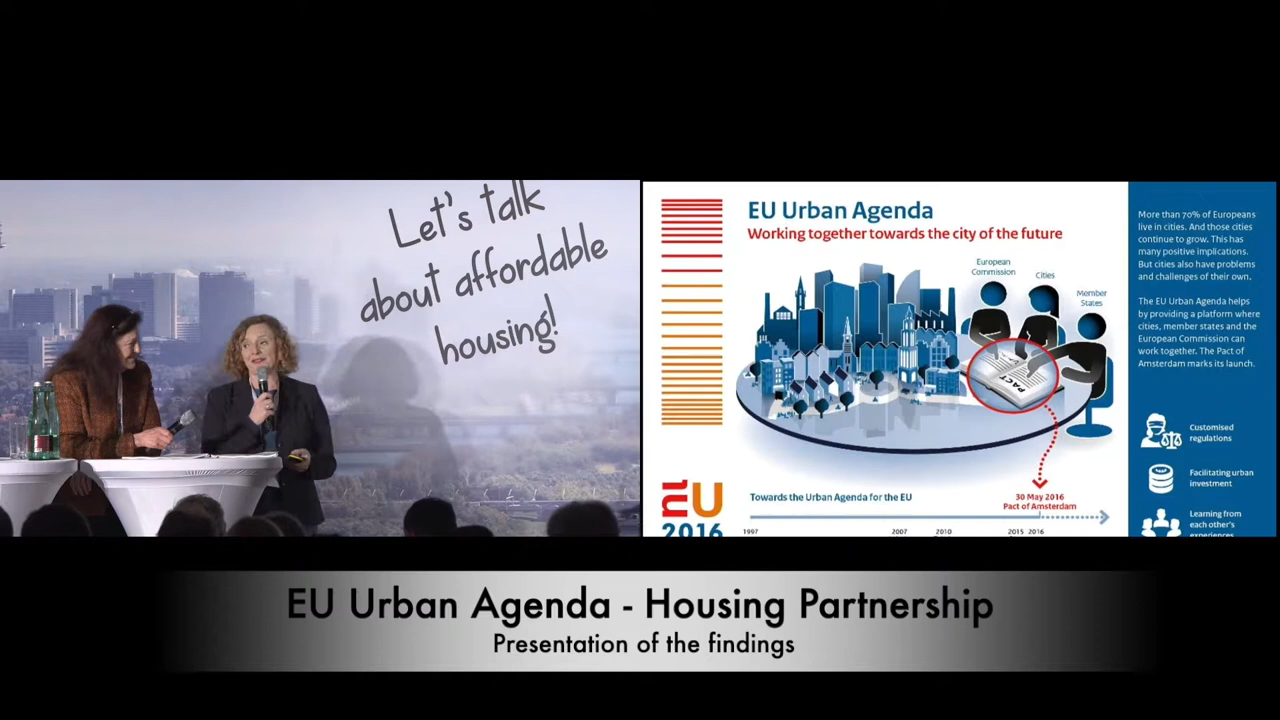 Let's talk
about affordable
housing!
EU Urban Agenda
Working together towards the city of the future
European
Commission
Cities
Member
States
PACT
Towards the Urban Agenda for the EU
30 May 2016
Pact of Amsterdam
1997
2007
2010
2015
2016
nlEU
2016
More than 70% of Europeans
live in cities. And those cities
continue to grow. This has
many positive implications.
But cities also have problems
and challenges of their own.
The EU Urban Agenda helps
by providing a platform where
cities, member states and the
European Commission can
work together. The Pact of
Amsterdam marks its launch.
Customised
regulations
Facilitating urban
investment
Learning from
each other's
experiences
EU Urban Agenda - Housing Partnership
Presentation of the findings